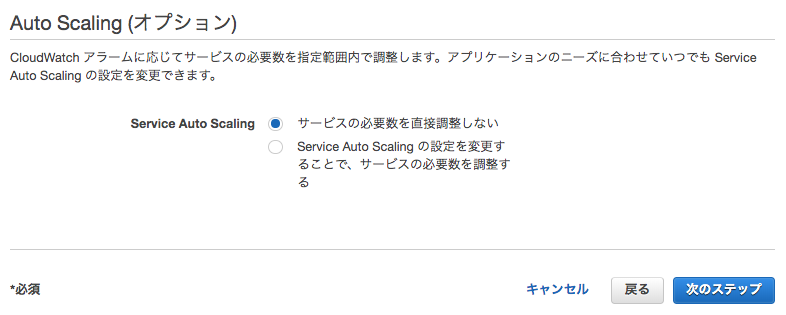 Auto Scaling (オプション)
CloudWatch アラームに応じてサービスの必要数を指定範囲内で調整します。アプリケーションのニーズに合わせていつでも Service
Auto Scaling の設定を変更できます。
Service Auto Scaling サービスの必要数を直接調整しない
Service Auto Scaling の設定を変更す
ることで、サービスの必要数を調整す
る
*必須 キャンセル 戻る 次のステップ